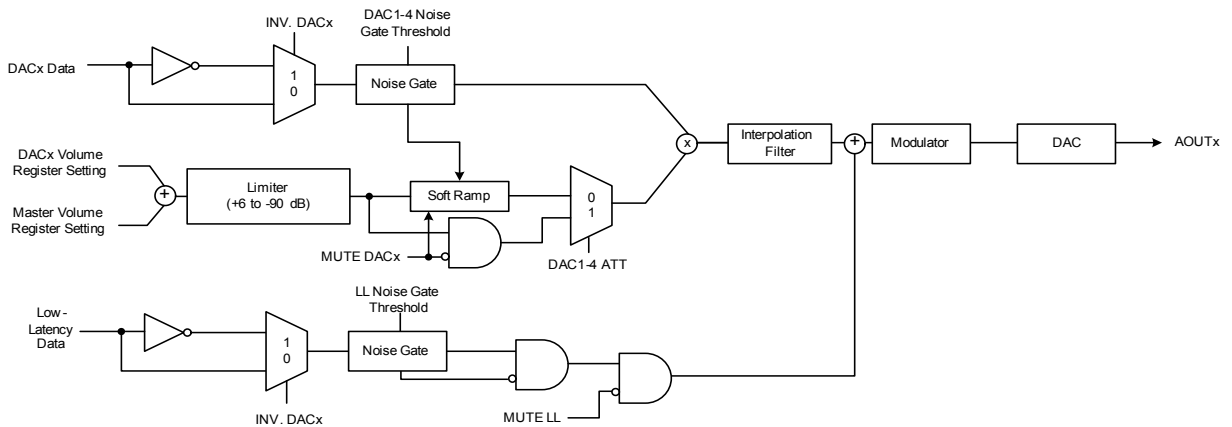 INV. DACx
DAC1-4 Noise
Gate Threshold
DACx Data
1
0
Noise Gate
DACx Volume
Register Setting
+
Master Volume
Register Setting
Limiter
(+6 to -90 dB)
Soft Ramp
0
1
MUTE DACx
DAC1-4 ATT
x
Interpolation
Filter
+
Modulator
DAC
AOUTx
LL Noise Gate
Threshold
Low-
Latency
Data
1
0
Noise Gate
INV. DACx
MUTE LL